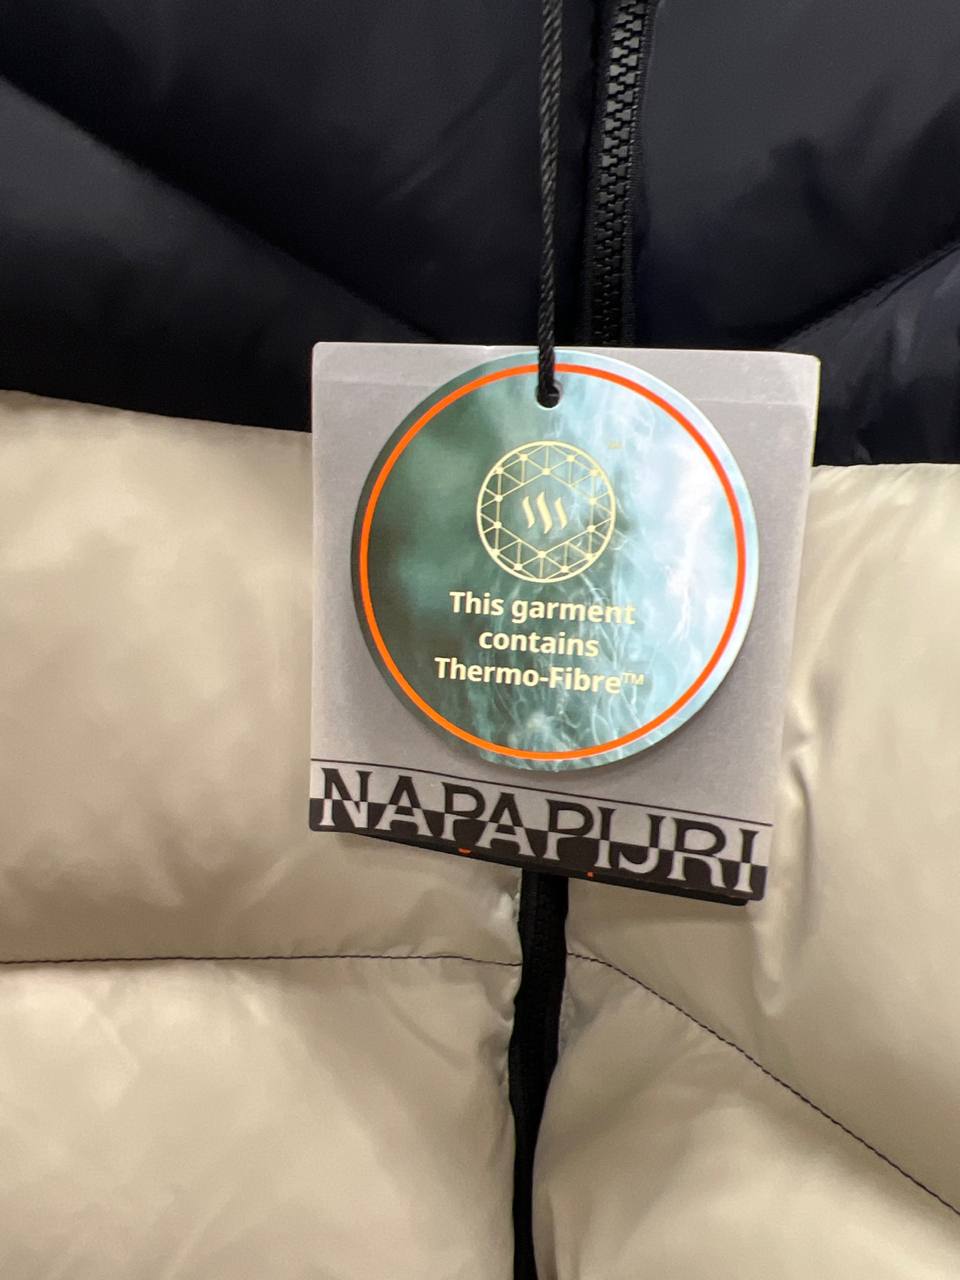 This garment
contains
Thermo-Fibre™
NAPAPIJRI